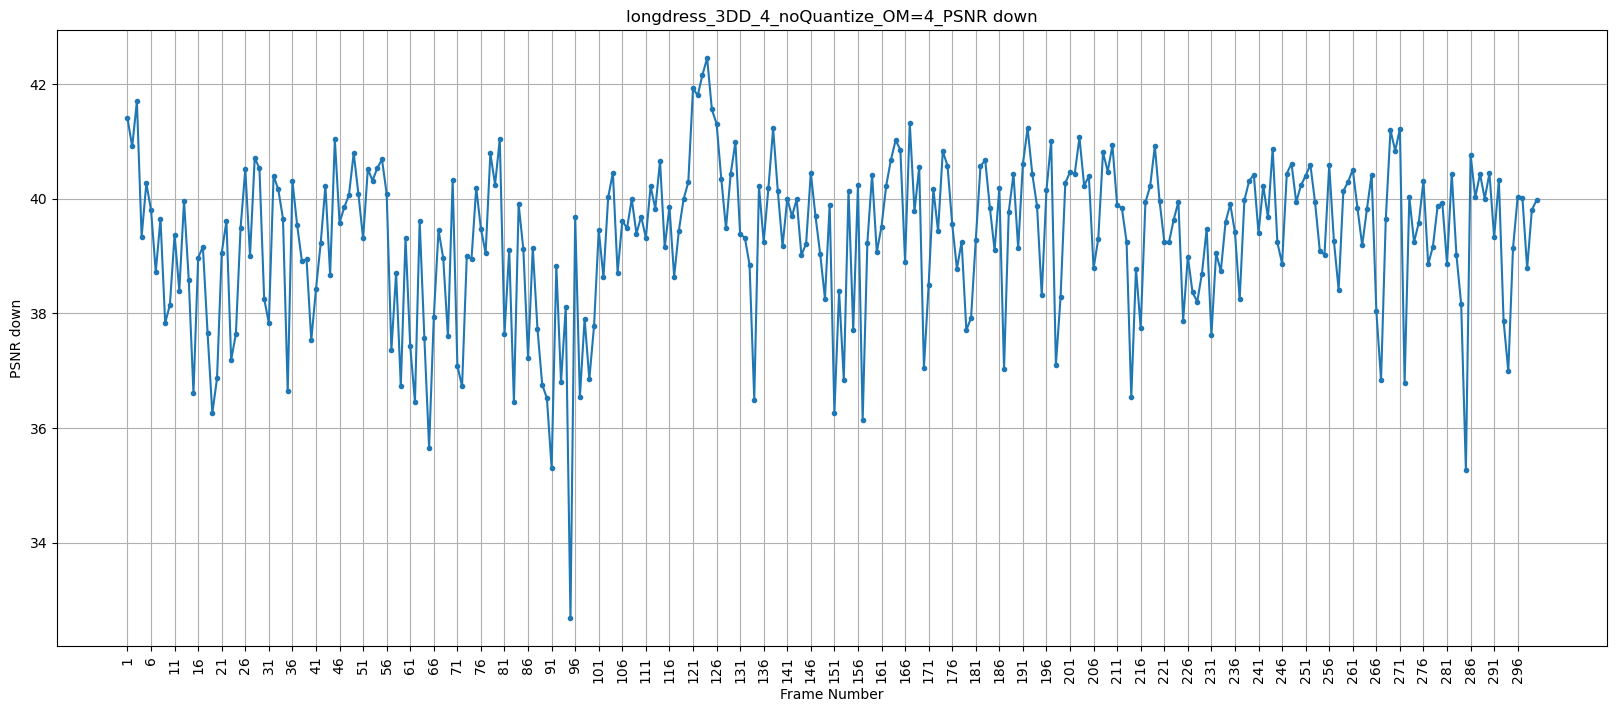 longdress_3DD_4_noQuantize_OM=4_PSNR down
42
40
38
36
34
PSNR down
1 6 11 16 21 26 31 36 41 46 51 56 61 66 71 76 81 86 91 96 101 106 111 116 121 126 131 136 141 146 151 156 161 166 171 176 181 186 191 196 201 206 211 216 221 226 231 236 241 246 251 256 261 266 271 276 281 286 291 296
Frame Number